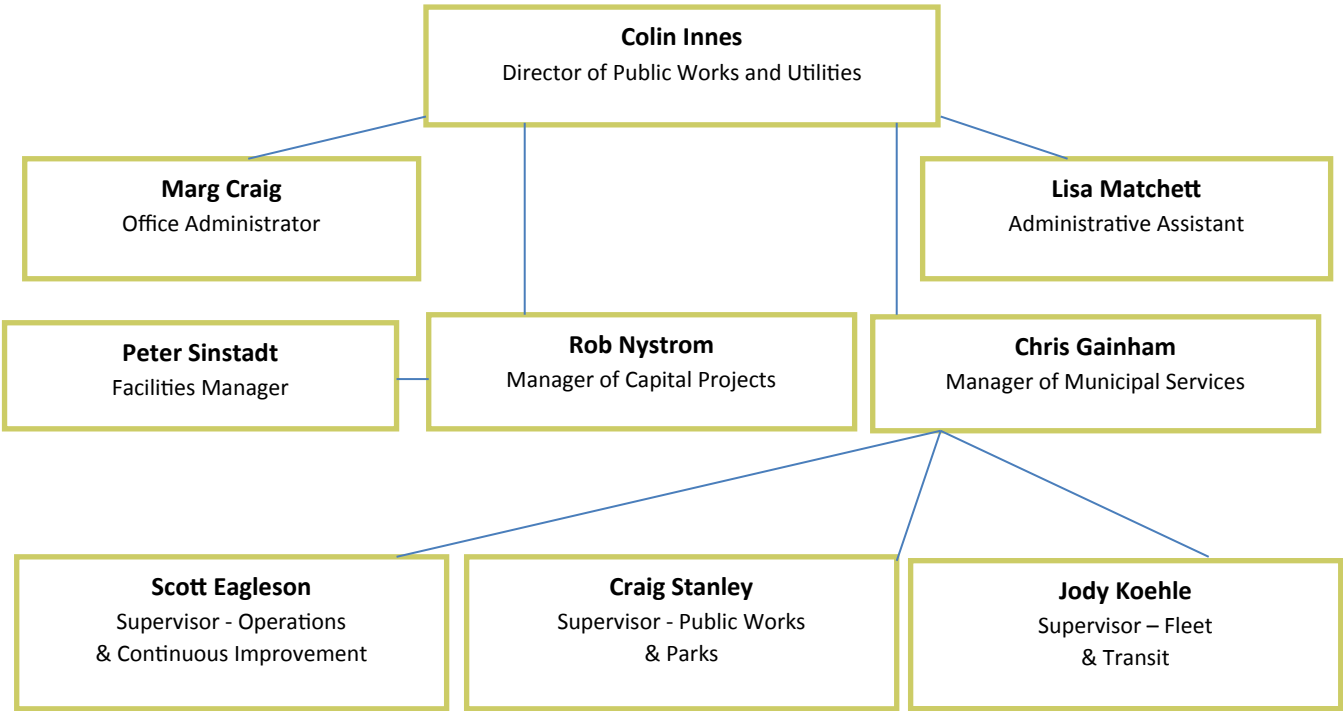 Colin Innes
Director of Public Works and Utilities
Marg Craig
Office Administrator
Lisa Matchett
Administrative Assistant
Peter Sinstadt
Facilities Manager
Rob Nystrom
Manager of Capital Projects
Chris Gainham
Manager of Municipal Services
Scott Eagleson
Supervisor - Operations
& Continuous Improvement
Craig Stanley
Supervisor - Public Works
& Parks
Jody Koehle
Supervisor – Fleet
& Transit